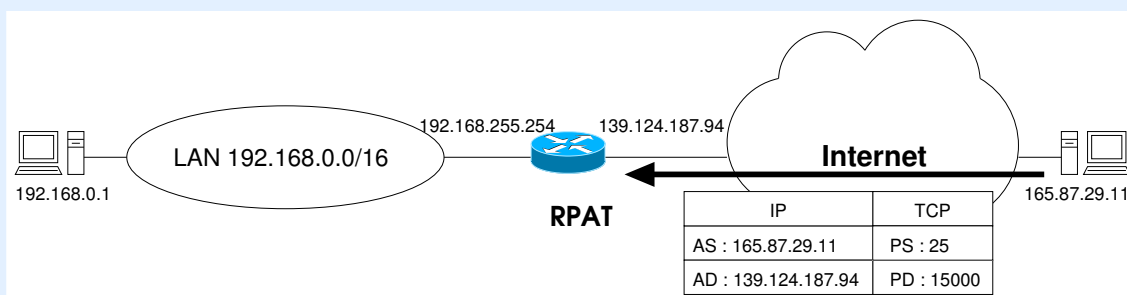 192.168.255.254
139.124.187.94
LAN 192.168.0.0/16
Internet
192.168.0.1
165.87.29.11
RPAT
IP TCP
AS : 165.87.29.11 PS : 25
AD : 139.124.187.94 PD : 15000